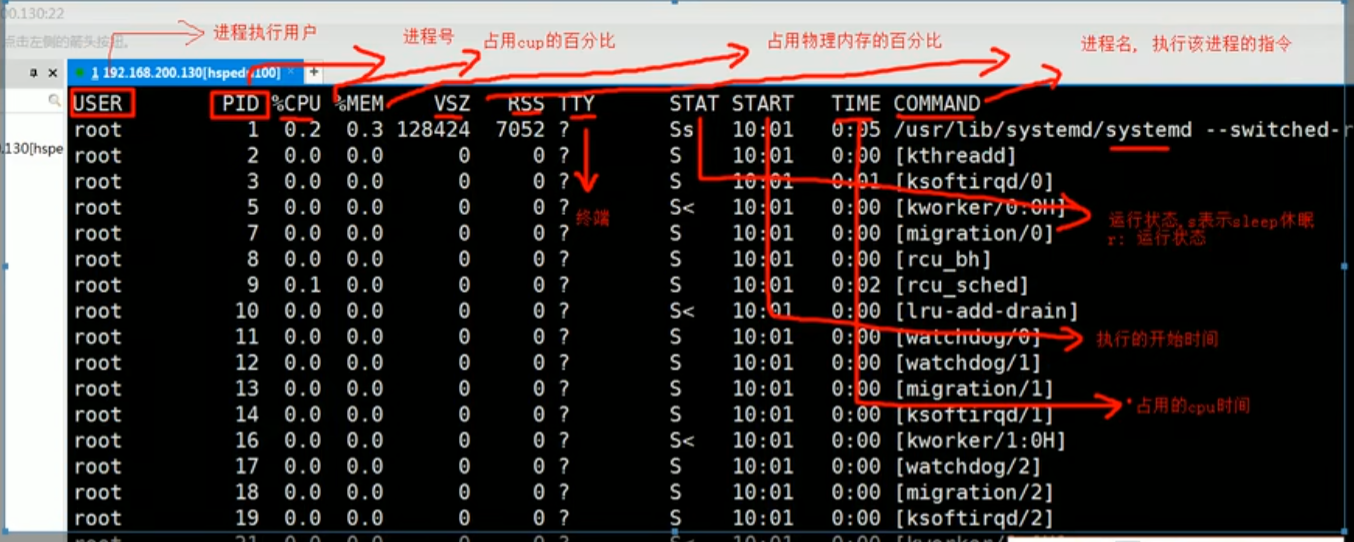 00.130:22
点击左侧的箭头按钮。
进程执行用户
进程号
占用cup的百分比
占用物理内存的百分比
进程名, 执行该进程的指令
1 192.168.200.130[hsped 100] × +
USER PID %CPU %MEM VSZ RSS TTY STAT START TIME COMMAND
root 1 0.2 0.3 128424 7052 ? Ss 10:01 0:05 /usr/lib/systemd/systemd --switched-r
.130[hspe
root 2 0.0 0.0 0 0 ? S 10:01 0:00 [kthreadd]
root 3 0.0 0.0 0 0 ? S 10:01 0:01 [ksoftirqd/0]
root 5 0.0 0.0 0 0 ? S< 10:01 0:00 [kworker/0:0H]
终端
运行状态,s表示sleep休眠
r: 运行状态
root 7 0.0 0.0 0 0 ? S 10:01 0:00 [migration/0]
root 8 0.0 0.0 0 0 ? S 10:01 0:00 [rcu_bh]
root 9 0.1 0.0 0 0 ? S 10:01 0:02 [rcu_sched]
root 10 0.0 0.0 0 0 ? S< 10:01 0:00 [lru-add-drain]
root 11 0.0 0.0 0 0 ? S 10:01 0:00 [watchdog/0]
执行的开始时间
root 12 0.0 0.0 0 0 ? S 10:01 0:00 [watchdog/1]
root 13 0.0 0.0 0 0 ? S 10:01 0:00 [migration/1]
占用的cpu时间
root 14 0.0 0.0 0 0 ? S 10:01 0:00 [ksoftirqd/1]
root 16 0.0 0.0 0 0 ? S< 10:01 0:00 [kworker/1:0H]
root 17 0.0 0.0 0 0 ? S 10:01 0:00 [watchdog/2]
root 18 0.0 0.0 0 0 ? S 10:01 0:00 [migration/2]
root 19 0.0 0.0 0 0 ? S 10:01 0:00 [ksoftirqd/2]